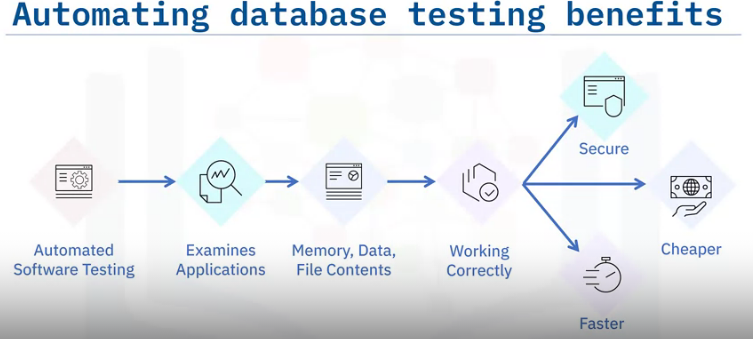 Automating database testing benefits
Secure
Automated
Software Testing
Examines
Applications
Memory, Data,
File Contents
Working
Correctly
Cheaper
Faster